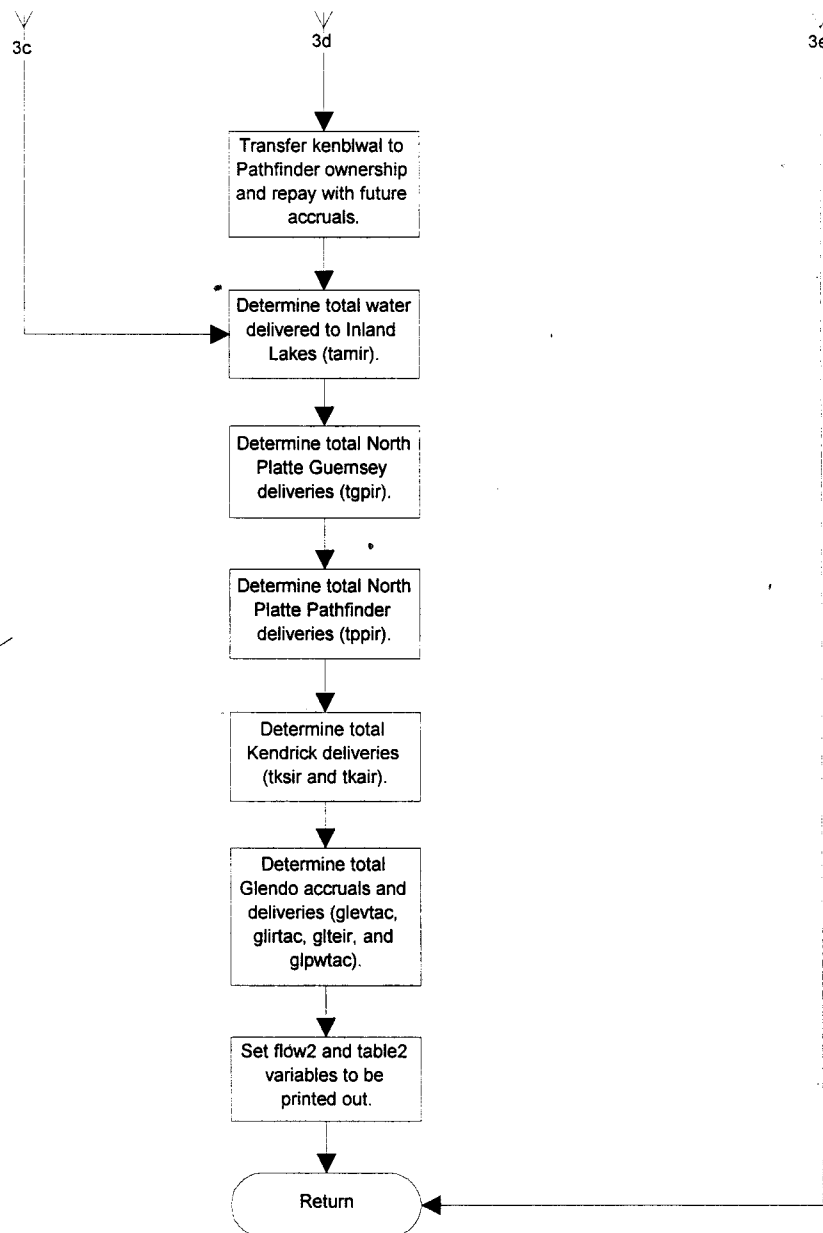 3c
3d
3e
Transfer kenblwal to
Pathfinder ownership
and repay with future
accruals.
Determine total water
delivered to Inland
Lakes (tamir).
Determine total North
Platte Guernsey
deliveries (tgpir).
Determine total North
Platte Pathfinder
deliveries (tppir).
Determine total
Kendrick deliveries
(tksir and tkair).
Determine total
Glendo accruals and
deliveries (glevtac,
glirtac, glteir, and
glpwtac).
Set flow2 and table2
variables to be
printed out.
Return